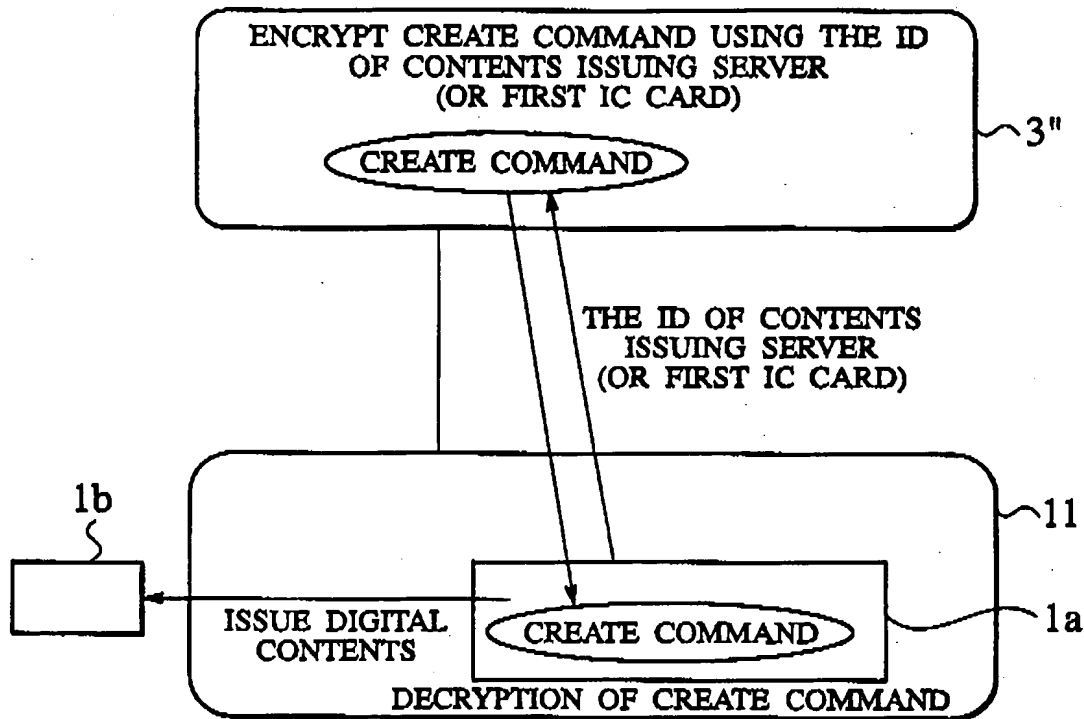 ENCRYPT CREATE COMMAND USING THE ID
OF CONTENTS ISSUING SERVER
(OR FIRST IC CARD)
CREATE COMMAND
3"
THE ID OF CONTENTS
ISSUING SERVER
(OR FIRST IC CARD)
1b
11
ISSUE DIGITAL
CONTENTS
CREATE COMMAND
1a
DECRYPTION OF CREATE COMMAND